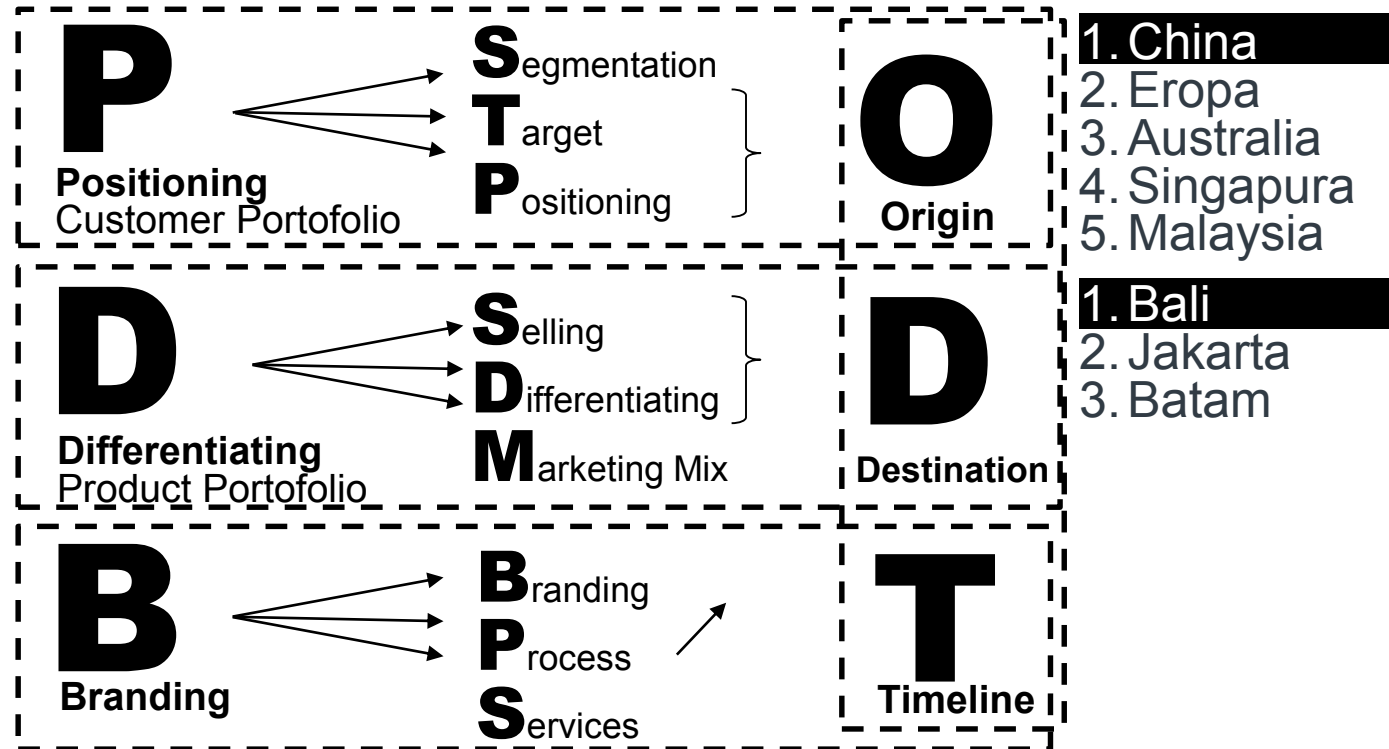 P
Positioning
Customer Portofolio
Segmentation
Target
Positioning
O
Origin
1. China
2. Eropa
3. Australia
4. Singapura
5. Malaysia
D
Differentiating
Product Portofolio
Selling
Differentiating
Marketing Mix
D
Destination
1. Bali
2. Jakarta
3. Batam
B
Branding
Branding
Process
Services
T
Timeline